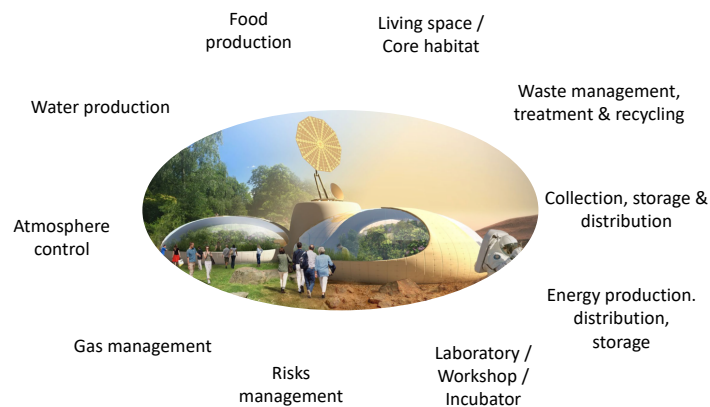 Food
production
Living space /
Core habitat
Water production
Waste management,
treatment & recycling
Atmosphere
control
Collection, storage &
distribution
Energy production.
distribution,
storage
Gas management
Risks
management
Laboratory /
Workshop /
Incubator